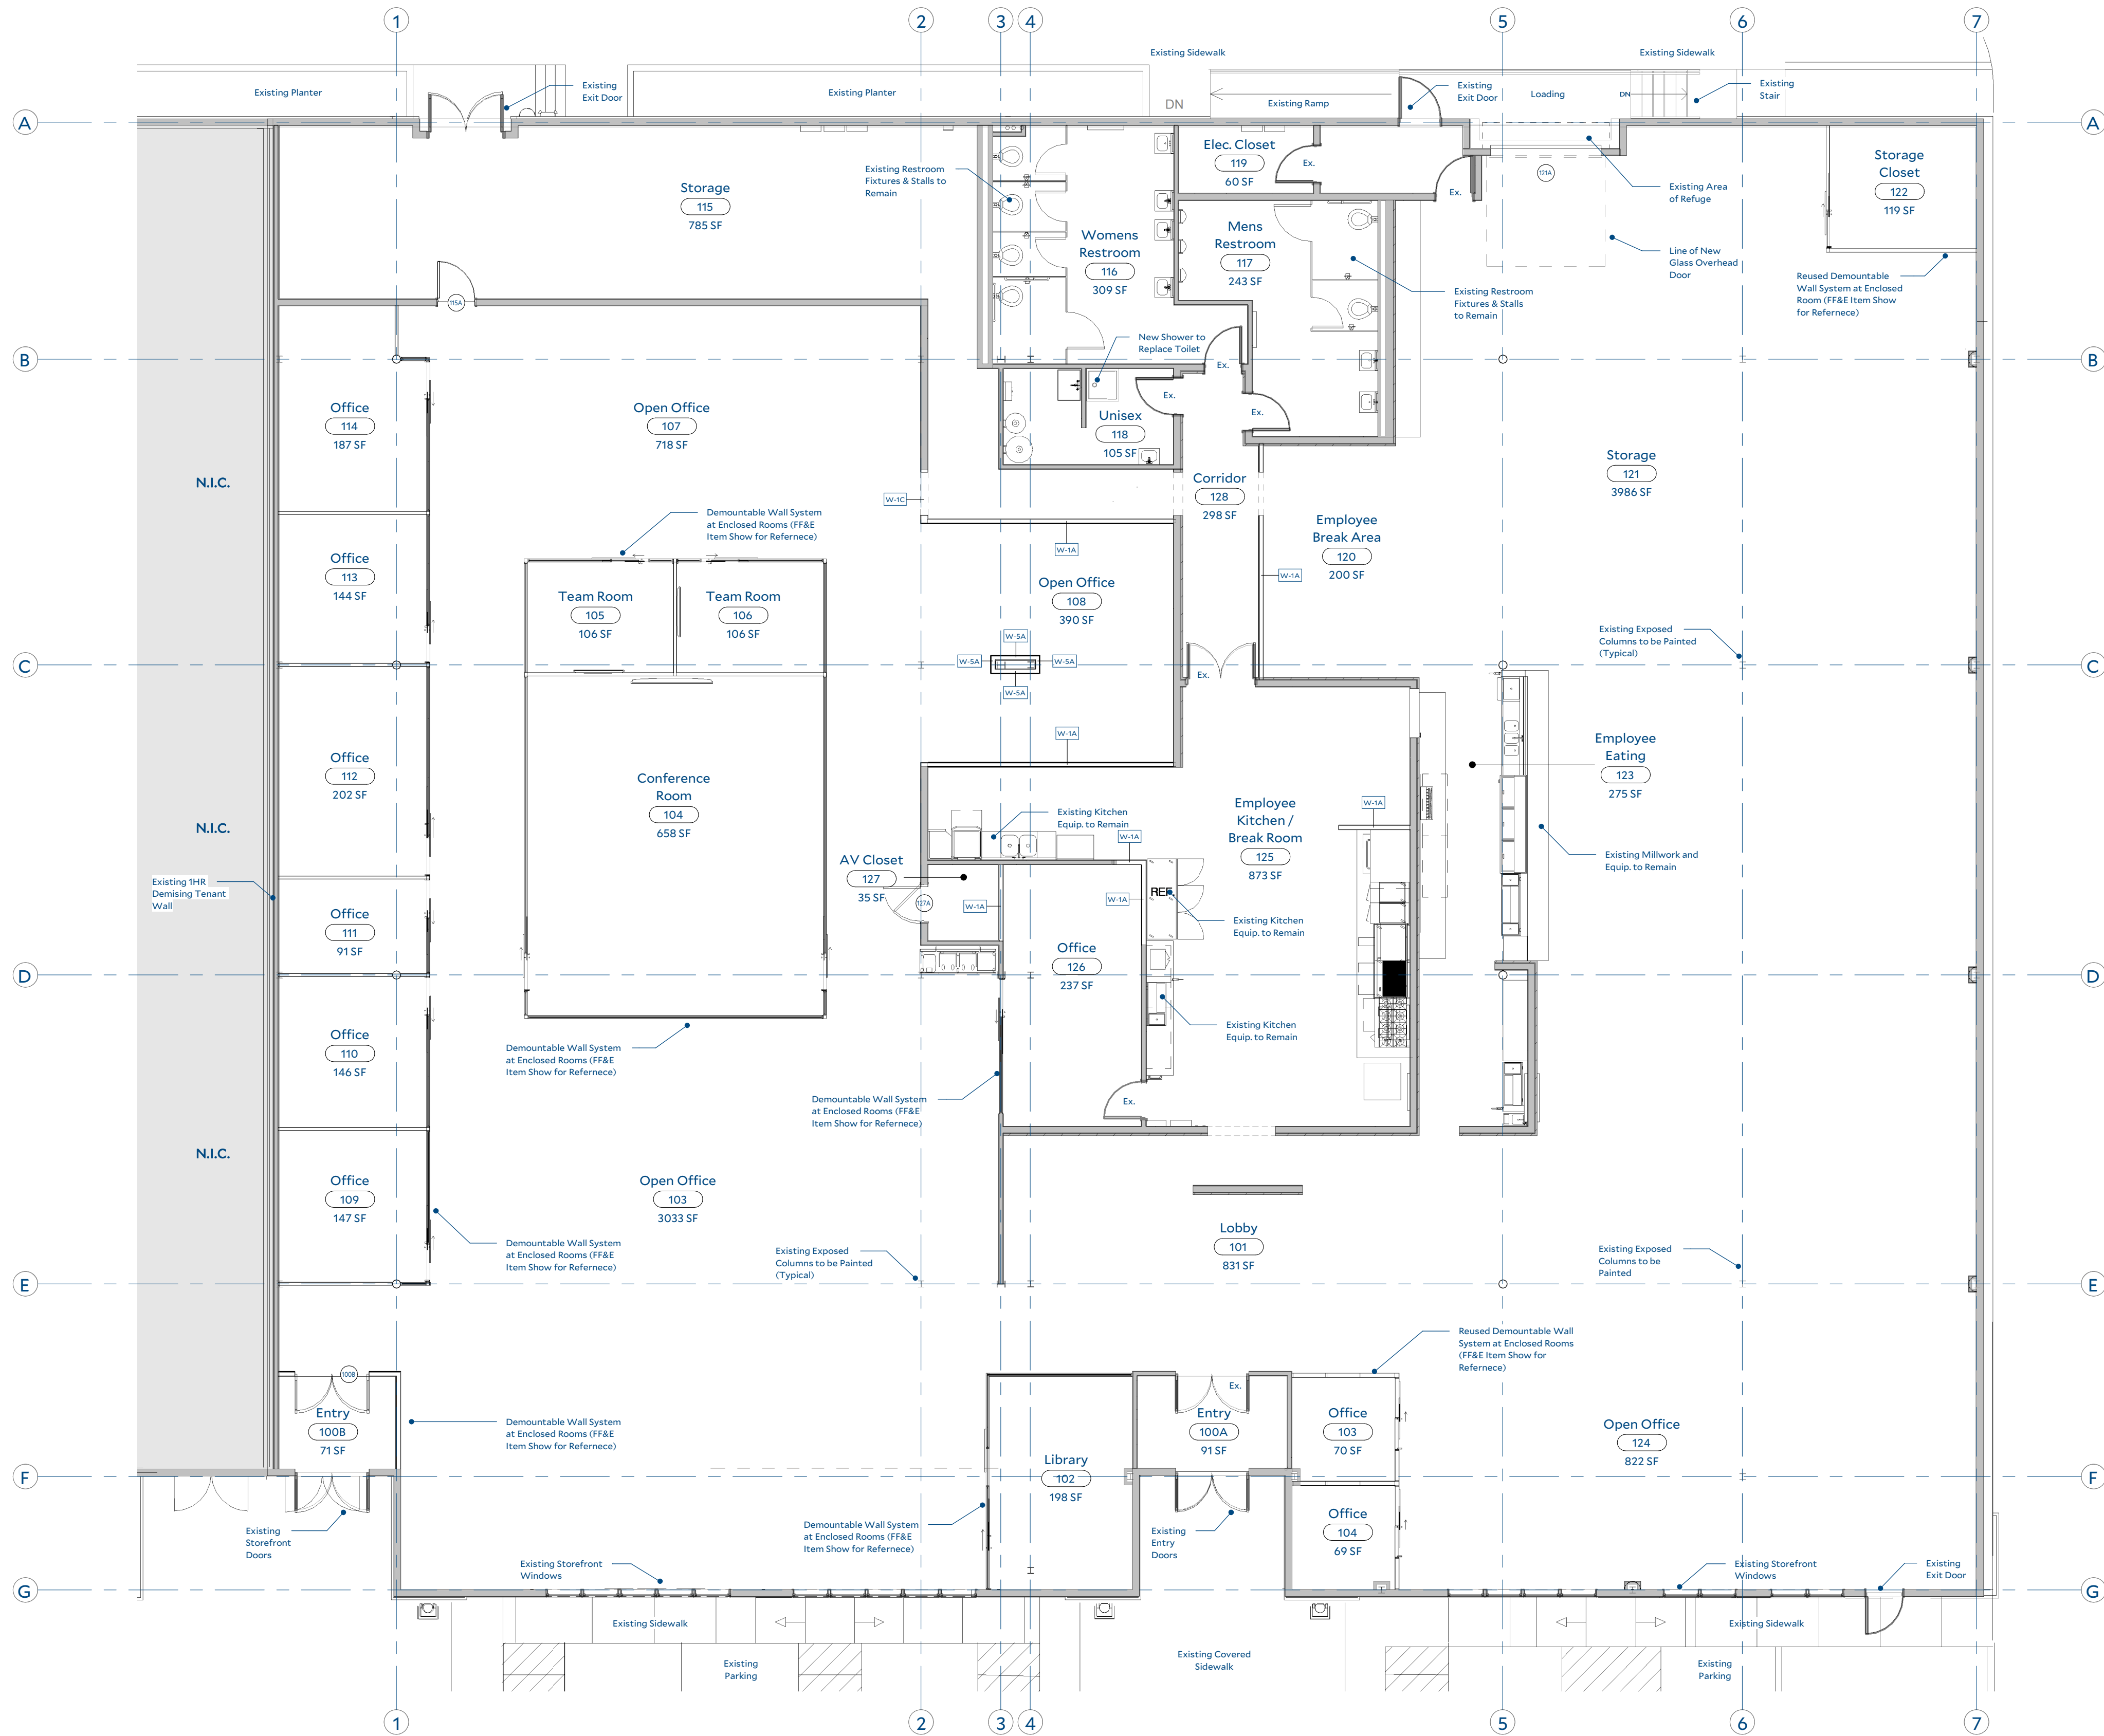 1
2
3
4
5
6
7
Existing Sidewalk
Existing Sidewalk
Existing Planter
Existing
Exit Door
Existing Planter
DN
Existing Ramp
Existing
Exit Door
Loading
DN
Existing
Stair
A
A
Storage
115
785 SF
Existing Restroom
Fixtures & Stalls to
Remain
Elec. Closet
119
60 SF
Ex.
Ex.
121A
Existing Area
of Refuge
Storage
Closet
122
119 SF
Womens
Restroom
116
309 SF
Mens
Restroom
117
243 SF
Line of New
Glass Overhead
Door
Reused Demountable
Wall System at Enclosed
Room (FF&E Item Show
for Refernece)
Existing Restroom
Fixtures & Stalls
to Remain
115A
New Shower to
Replace Toilet
B
B
Ex.
Ex.
Ex.
Office
114
187 SF
Open Office
107
718 SF
Unisex
118
105 SF
Storage
121
3986 SF
N.I.C.
W-1C
Corridor
128
298 SF
Demountable Wall System
at Enclosed Rooms (FF&E
Item Show for Refernece)
Employee
Break Area
120
200 SF
W-1A
W-1A
Office
113
144 SF
Team Room
105
106 SF
Team Room
106
106 SF
Open Office
108
390 SF
Existing Exposed
Columns to be Painted
(Typical)
W-5A
W-5A
W-5A
W-5A
C
C
Ex.
W-1A
Office
112
202 SF
Conference
Room
104
658 SF
Employee
Eating
123
275 SF
Existing Kitchen
Equip. to Remain
W-1A
Employee
Kitchen /
Break Room
125
873 SF
W-1A
N.I.C.
AV Closet
127
35 SF
127A
Existing Millwork and
Equip. to Remain
Existing 1HR
Demising Tenant
Wall
REF
W-1A
W-1A
Existing Kitchen
Equip. to Remain
Office
111
91 SF
Office
126
237 SF
D
D
Existing Kitchen
Equip. to Remain
Office
110
146 SF
Demountable Wall System
at Enclosed Rooms (FF&E
Item Show for Refernece)
Demountable Wall System
at Enclosed Rooms (FF&E
Item Show for Refernece)
Ex.
N.I.C.
Office
109
147 SF
Open Office
103
3033 SF
Lobby
101
831 SF
Demountable Wall System
at Enclosed Rooms (FF&E
Item Show for Refernece)
Existing Exposed
Columns to be Painted
(Typical)
Existing Exposed
Columns to be
Painted
E
E
Reused Demountable Wall
System at Enclosed Rooms
(FF&E Item Show for
Refernece)
100B
Ex.
Entry
100B
71 SF
Demountable Wall System
at Enclosed Rooms (FF&E
Item Show for Refernece)
Entry
100A
91 SF
Office
103
70 SF
Open Office
124
822 SF
Library
102
198 SF
F
F
Existing
Storefront
Doors
Demountable Wall System
at Enclosed Rooms (FF&E
Item Show for Refernece)
Existing
Entry
Doors
Office
104
69 SF
Existing Storefront
Windows
Existing Storefront
Windows
Existing
Exit Door
G
G
Existing Sidewalk
Existing Sidewalk
Existing
Parking
Existing Covered
Sidewalk
Existing
Parking
1
2
3
4
5
6
7